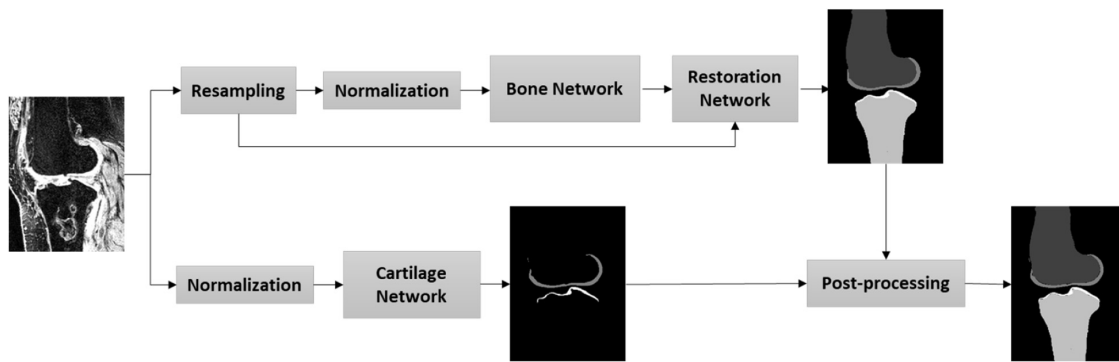 Resampling
Normalization
Bone Network
Restoration
Network
Normalization
Cartilage
Network
Post-processing